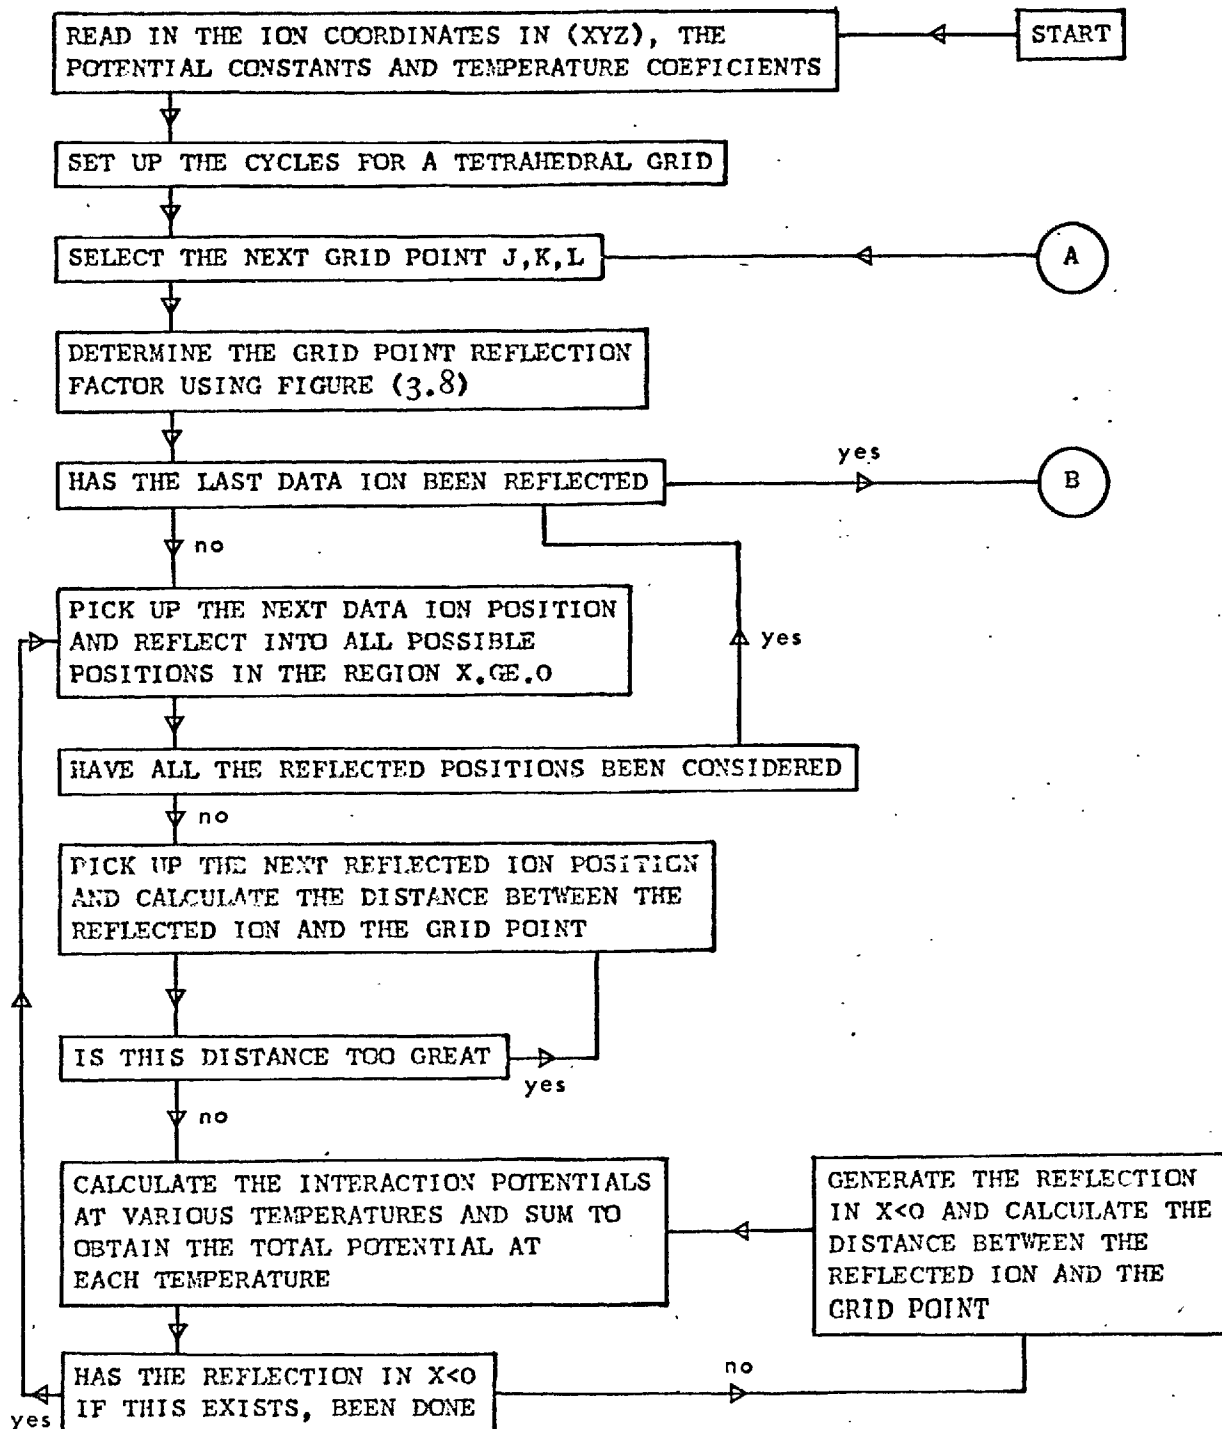 READ IN THE ION COORDINATES IN (XYZ), THE
POTENTIAL CONSTANTS AND TEMPERATURE COEFICIENTS
START
SET UP THE CYCLES FOR A TETRAHEDRAL GRID
SELECT THE NEXT GRID POINT J,K,L
A
DETERMINE THE GRID POINT REFLECTION
FACTOR USING FIGURE (3.8)
HAS THE LAST DATA ION BEEN REFLECTED
yes
B
no
PICK UP THE NEXT DATA ION POSITION
AND REFLECT INTO ALL POSSIBLE
POSITIONS IN THE REGION X.GE.O
yes
HAVE ALL THE REFLECTED POSITIONS BEEN CONSIDERED
no
PICK UP THE NEXT REFLECTED ION POSITION
AND CALCULATE THE DISTANCE BETWEEN THE
REFLECTED ION AND THE GRID POINT
IS THIS DISTANCE TOO GREAT
yes
no
CALCULATE THE INTERACTION POTENTIALS
AT VARIOUS TEMPERATURES AND SUM TO
OBTAIN THE TOTAL POTENTIAL AT
EACH TEMPERATURE
GENERATE THE REFLECTION
IN X<O AND CALCULATE THE
DISTANCE BETWEEN THE
REFLECTED ION AND THE
GRID POINT
HAS THE REFLECTION IN X<O
IF THIS EXISTS, BEEN DONE
no
yes